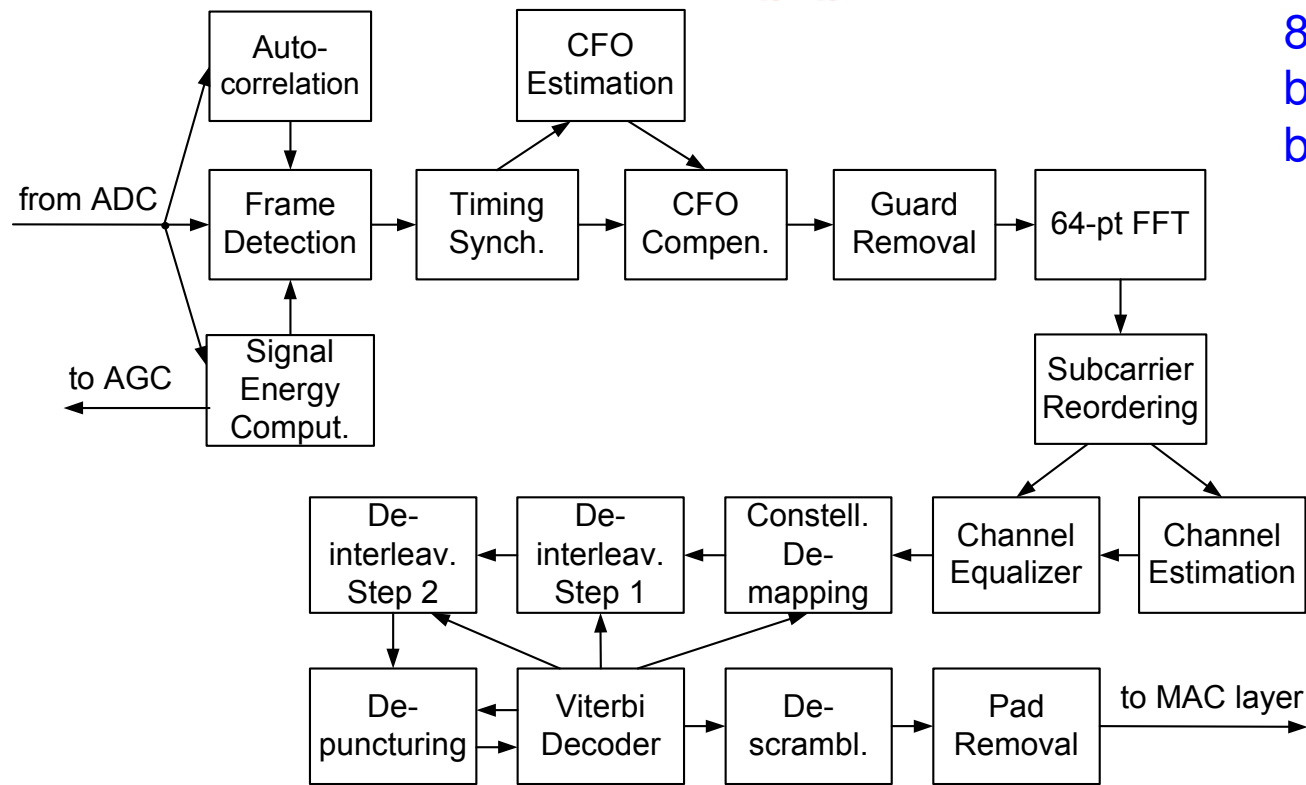 Auto-
correlation
CFO
Estimation
8
b
b
from ADC
Frame
Detection
Timing
Synch.
CFO
Compen.
Guard
Removal
64-pt FFT
to AGC
Signal
Energy
Comput.
Subcarrier
Reordering
De-
interleav.
Step 2
De-
interleav.
Step 1
Constell.
De-
mapping
Channel
Equalizer
Channel
Estimation
De-
puncturing
Viterbi
Decoder
De-
scrambl.
Pad
Removal
to MAC layer